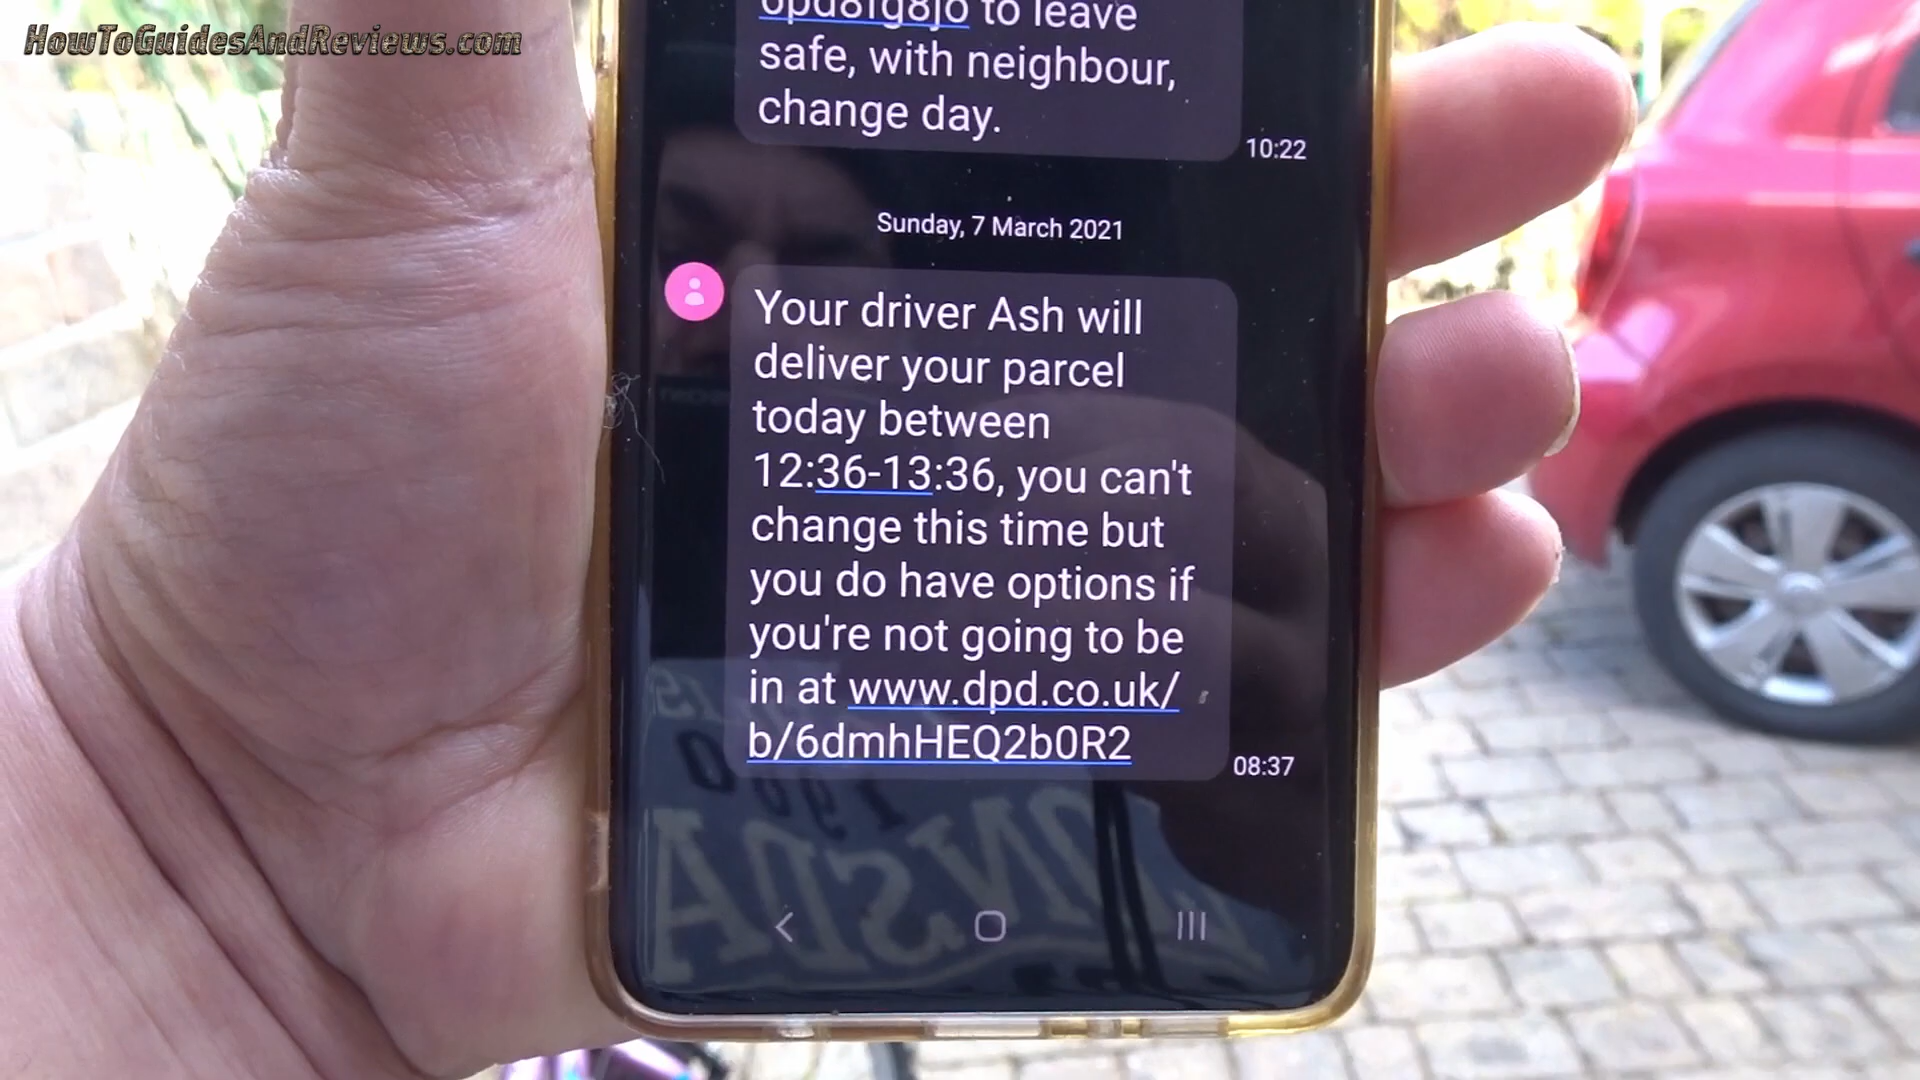 HowToGuidesAndReviews.com
to leave
safe, with neighbour,
change day.
10:22
Sunday, 7 March 2021
Your driver Ash will
deliver your parcel
today between
12:36-13:36, you can't
change this time but
you do have options if
you're not going to be
in at www.dpd.co.uk/
b/6dmhHEQ2b0R2
08:37